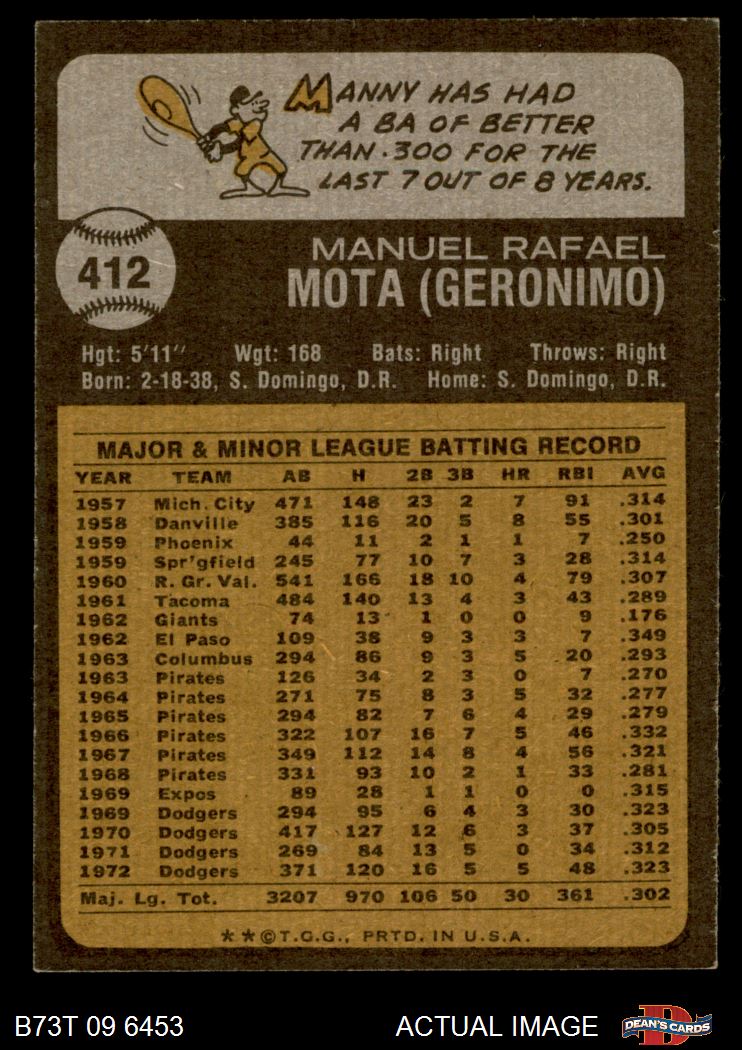 MANNY HAS HAD
A BA OF BETTER
THAN .300 FOR THE
LAST 7 OUT OF 8 YEARS.
412
MANUEL RAFAEL
MOTA (GERONIMO)
Hgt: 5'11" Wgt: 168 Bats: Right Throws: Right
Born: 2-18-38, S. Domingo, D.R. Home: S. Domingo, D.R.
MAJOR & MINOR LEAGUE BATTING RECORD
YEAR TEAM AB H 2B 3B HR RBI AVG
1957 Mich. City 471 148 23 2 7 91 .314
1958 Danville 385 116 20 5 8 55 .301
1959 Phoenix 44 11 2 1 1 7 .250
1959 Spr'gfield 245 77 10 7 3 28 .314
1960 R. Gr. Val. 541 166 18 10 4 79 .307
1961 Tacoma 484 140 13 4 3 43 .289
1962 Giants 74 13 1 0 0 9 .176
1962 El Paso 109 38 9 3 3 7 .349
1963 Columbus 294 86 9 3 5 20 .293
1963 Pirates 126 34 2 3 0 7 .270
1964 Pirates 271 75 8 3 5 32 .277
1965 Pirates 294 82 7 6 4 29 .279
1966 Pirates 322 107 16 7 5 46 .332
1967 Pirates 349 112 14 8 4 56 .321
1968 Pirates 331 93 10 2 1 33 .281
1969 Expos 89 28 1 1 0 0 .315
1969 Dodgers 294 95 6 4 3 30 .323
1970 Dodgers 417 127 12 6 3 37 .305
1971 Dodgers 269 84 13 5 0 34 .312
1972 Dodgers 371 120 16 5 5 48 .323
Maj. Lg. Tot. 3207 970 106 50 30 361 .302
**©T.C.G., PRTD. IN U.S.A.
B73T 09 6453 ACTUAL IMAGE DEAN'S CARDS